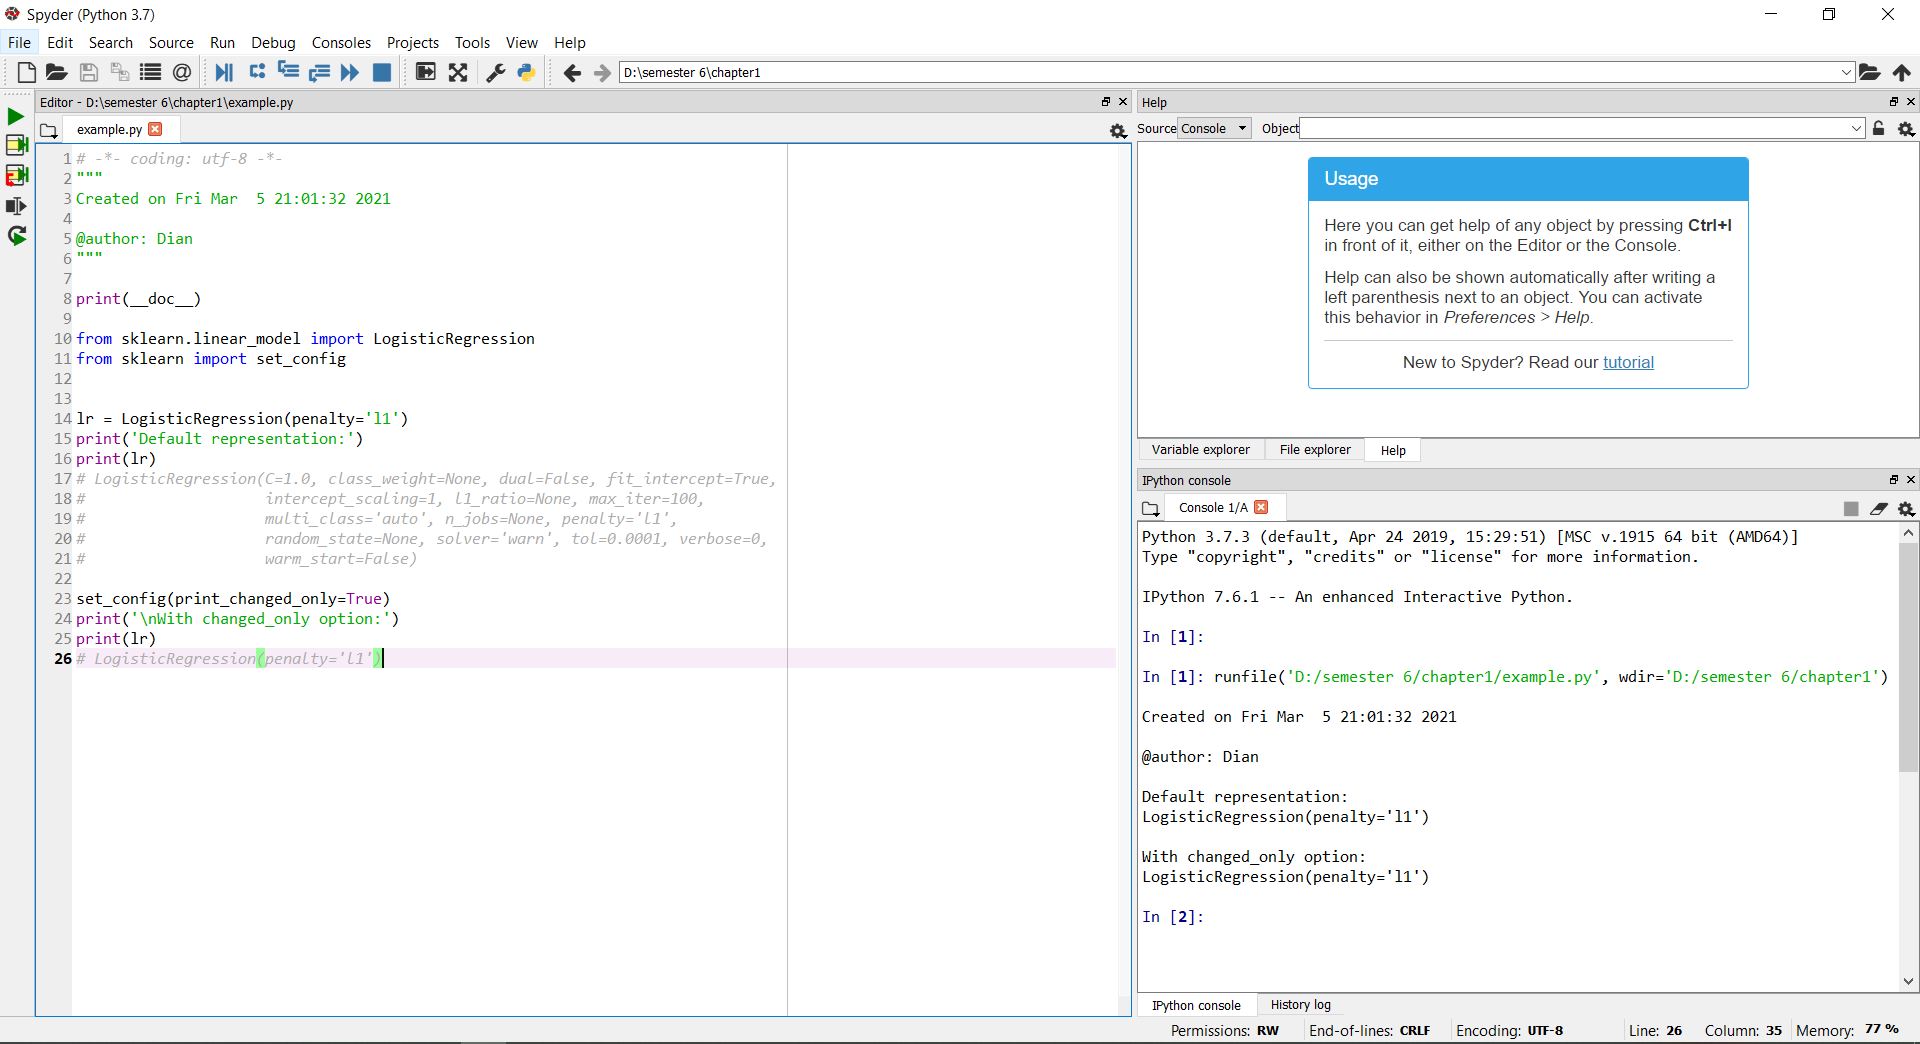 Spyder (Python 3.7)
File Edit Search Source Run Debug Consoles Projects Tools View Help
D:\semester 6\chapter1
Editor - D:\semester 6\chapter1\example.py
example.py
1 # -*- coding: utf-8 -*-
2 """
3 Created on Fri Mar  5 21:01:32 2021
4
5 @author: Dian
6 """
7
8 print(__doc__)
9
10 from sklearn.linear_model import LogisticRegression
11 from sklearn import set_config
12
13
14 lr = LogisticRegression(penalty='l1')
15 print('Default representation:')
16 print(lr)
17 # LogisticRegression(C=1.0, class_weight=None, dual=False, fit_intercept=True,
18 #                    intercept_scaling=1, l1_ratio=None, max_iter=100,
19 #                    multi_class='auto', n_jobs=None, penalty='l1',
20 #                    random_state=None, solver='warn', tol=0.0001, verbose=0,
21 #                    warm_start=False)
22
23 set_config(print_changed_only=True)
24 print('\nWith changed_only option:')
25 print(lr)
26 # LogisticRegression(penalty='l1')
Help
Source Console Object
Usage
Here you can get help of any object by pressing Ctrl+I
in front of it, either on the Editor or the Console.
Help can also be shown automatically after writing a
left parenthesis next to an object. You can activate
this behavior in Preferences > Help.
New to Spyder? Read our tutorial
Variable explorer File explorer Help
IPython console
Console 1/A
Python 3.7.3 (default, Apr 24 2019, 15:29:51) [MSC v.1915 64 bit (AMD64)]
Type "copyright", "credits" or "license" for more information.
IPython 7.6.1 -- An enhanced Interactive Python.
In [1]:
In [1]: runfile('D:/semester 6/chapter1/example.py', wdir='D:/semester 6/chapter1')
Created on Fri Mar  5 21:01:32 2021
@author: Dian
Default representation:
LogisticRegression(penalty='l1')
With changed_only option:
LogisticRegression(penalty='l1')
In [2]:
IPython console History log
Permissions: RW End-of-lines: CRLF Encoding: UTF-8 Line: 26 Column: 35 Memory: 77 %